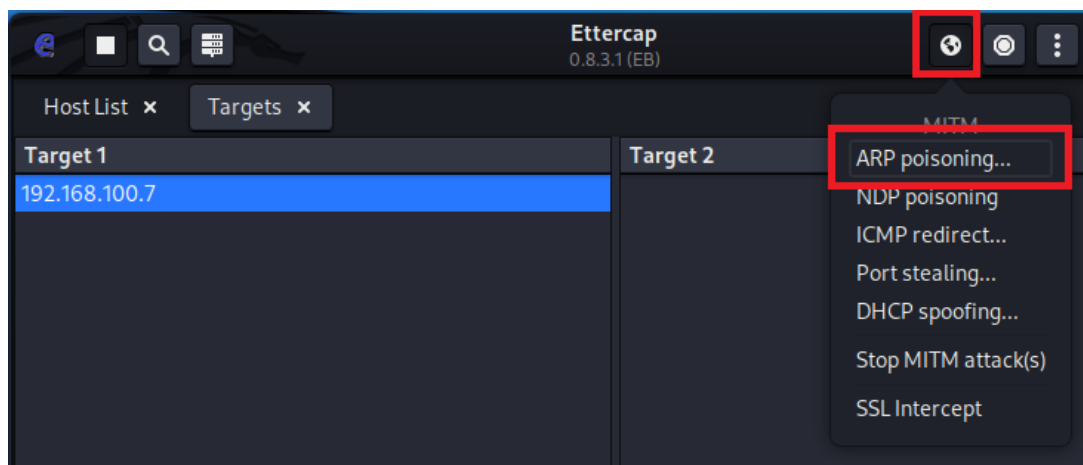 Ettercap
0.8.3.1 (EB)
Host List ×
Targets ×
Target 1
Target 2
192.168.100.7
MITM
ARP poisoning...
NDP poisoning
ICMP redirect...
Port stealing...
DHCP spoofing...
Stop MITM attack(s)
SSL Intercept